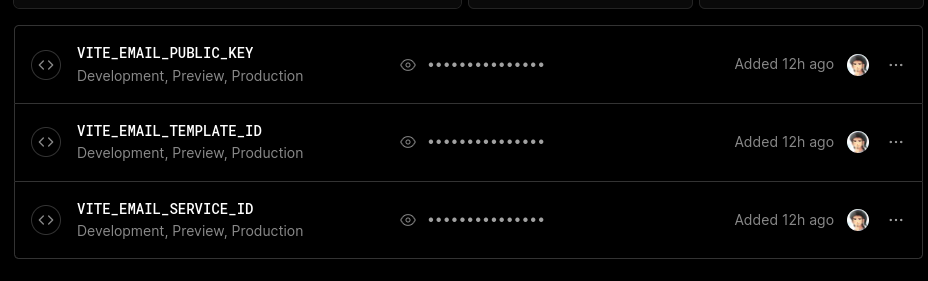 VITE_EMAIL_PUBLIC_KEY
Development, Preview, Production
•••••••••••••••
Added 12h ago
VITE_EMAIL_TEMPLATE_ID
Development, Preview, Production
•••••••••••••••
Added 12h ago
VITE_EMAIL_SERVICE_ID
Development, Preview, Production
•••••••••••••••
Added 12h ago